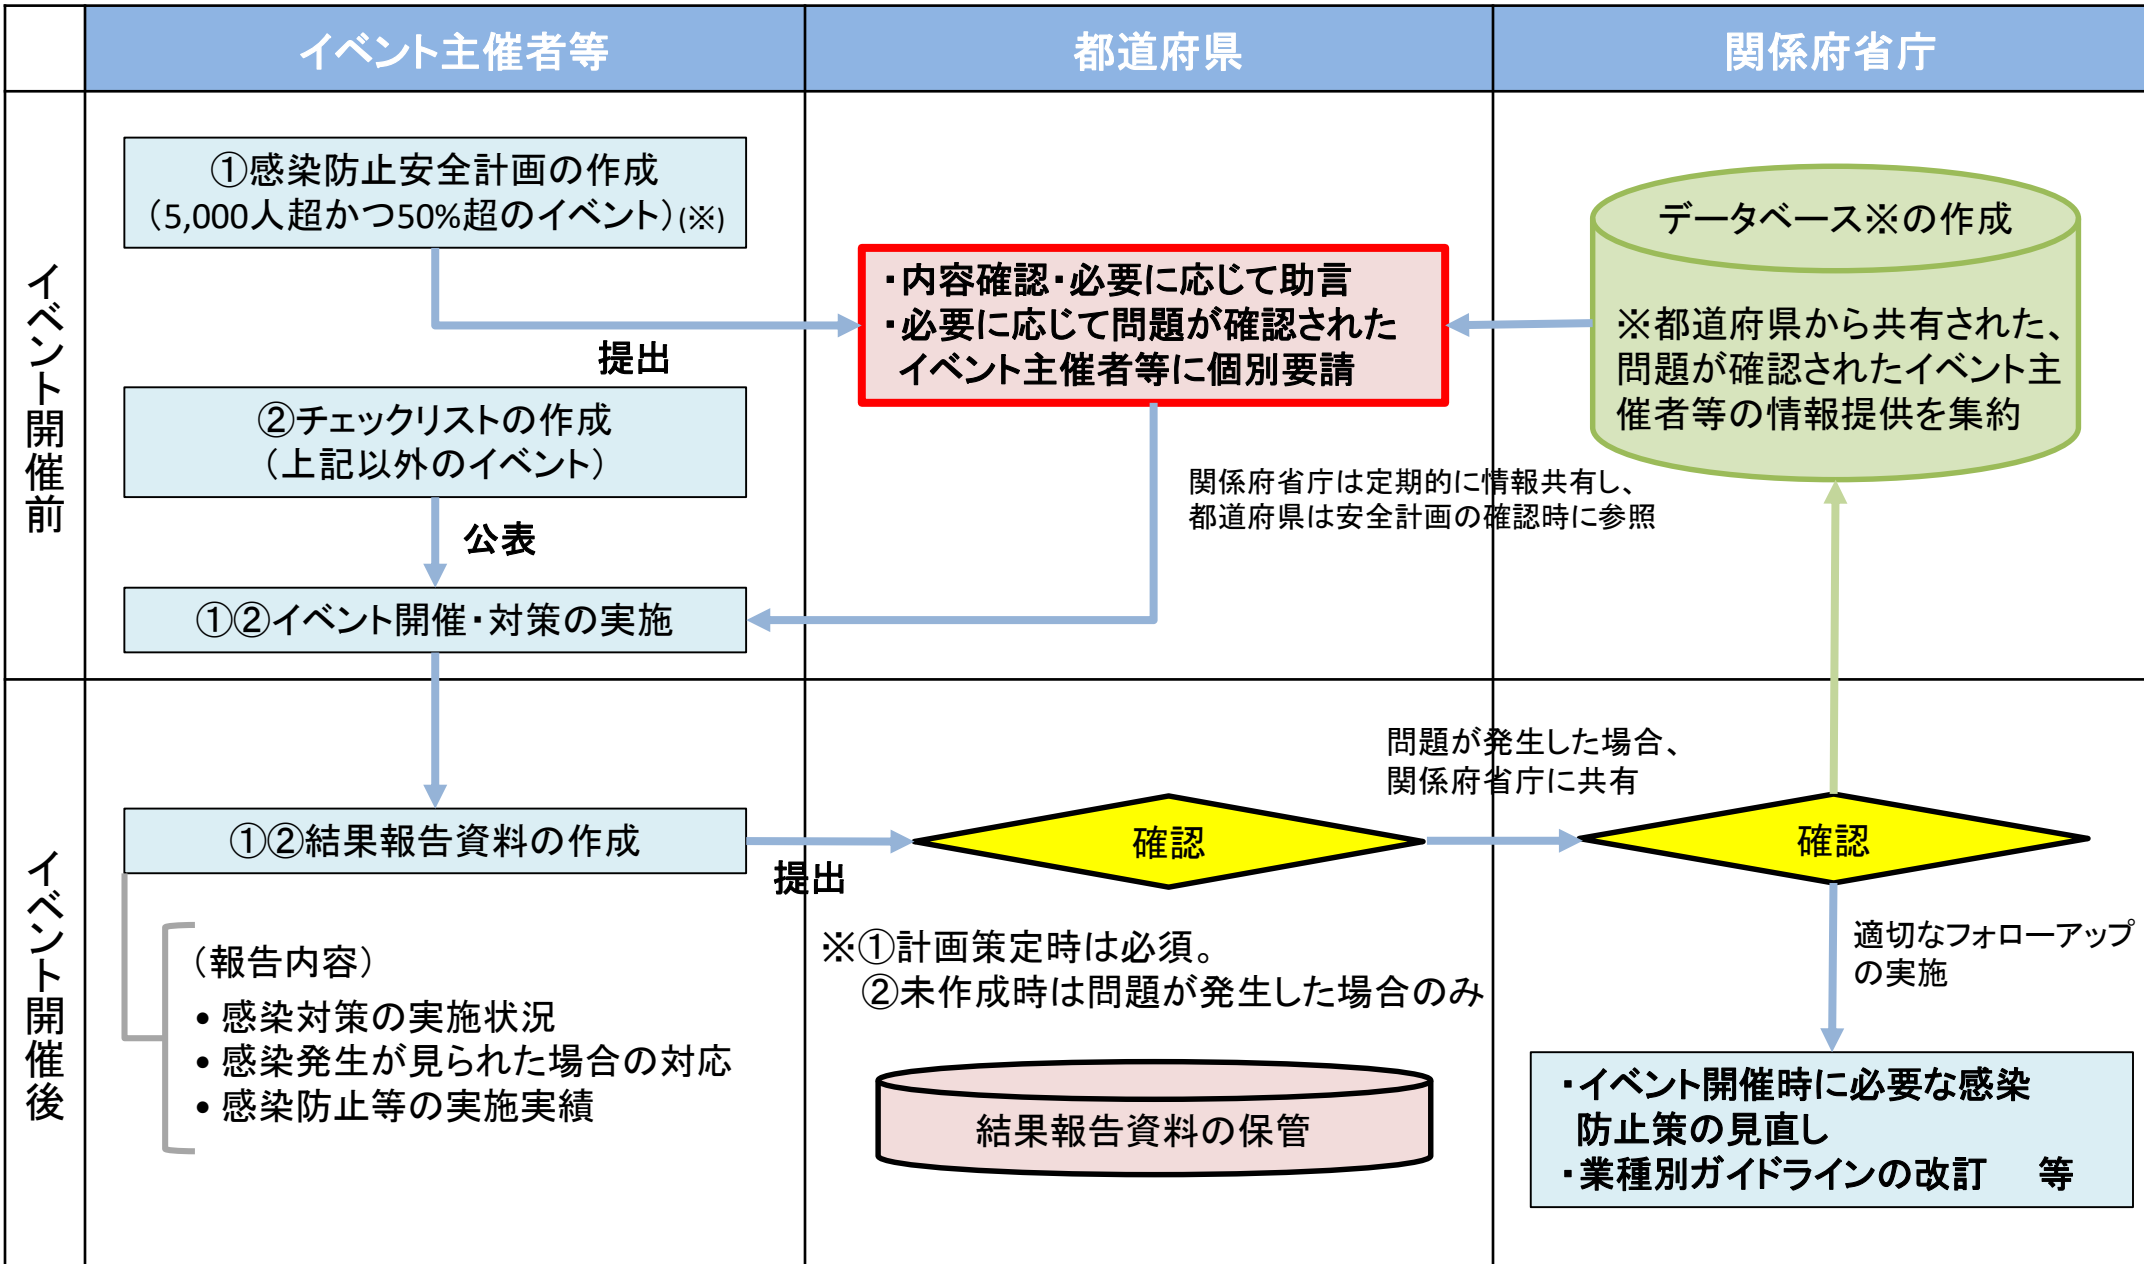 イベント主催者等
都道府県
関係府省庁
イベント開催前
①感染防止安全計画の作成
（5,000人超かつ50%超のイベント）(※)
提出
②チェックリストの作成
（上記以外のイベント）
公表
①②イベント開催・対策の実施
・内容確認・必要に応じて助言
・必要に応じて問題が確認された
イベント主催者等に個別要請
関係府省庁は定期的に情報共有し、
都道府県は安全計画の確認時に参照
データベース※の作成
※都道府県から共有された、
問題が確認されたイベント主
催者等の情報提供を集約
イベント開催後
①②結果報告資料の作成
提出
（報告内容）
• 感染対策の実施状況
• 感染発生が見られた場合の対応
• 感染防止等の実施実績
確認
※①計画策定時は必須。
②未作成時は問題が発生した場合のみ
結果報告資料の保管
問題が発生した場合、
関係府省庁に共有
確認
適切なフォローアップ
の実施
・イベント開催時に必要な感染
防止策の見直し
・業種別ガイドラインの改訂　等